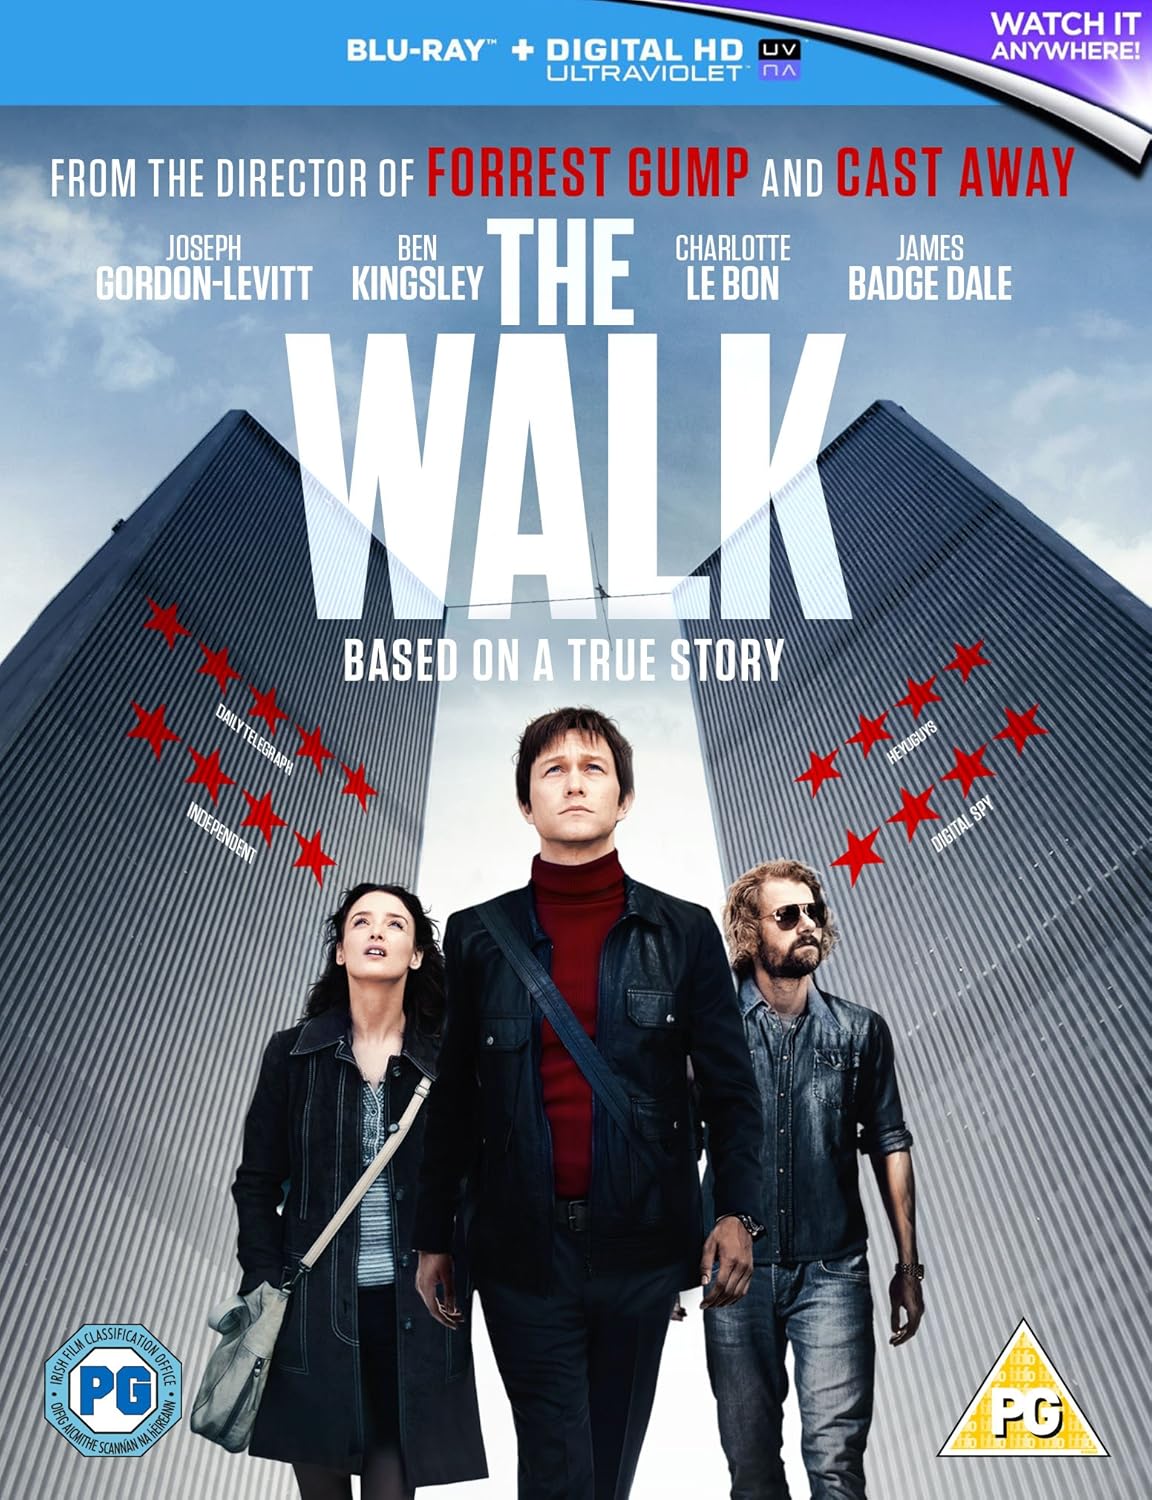 BLU-RAY™ + DIGITAL HD UV
ULTRAVIOLET™
WATCH IT
ANYWHERE!
FROM THE DIRECTOR OF FORREST GUMP AND CAST AWAY
JOSEPH
GORDON-LEVITT
BEN
KINGSLEY
CHARLOTTE
LE BON
JAMES
BADGE DALE
THE
WALK
BASED ON A TRUE STORY
DAILY TELEGRAPH
INDEPENDENT
HEYUGUYS
DIGITAL SPY
IRISH FILM CLASSIFICATION OFFICE
PG
OIFIG AICMITHE SCANNÁN NA hÉIREANN
PG